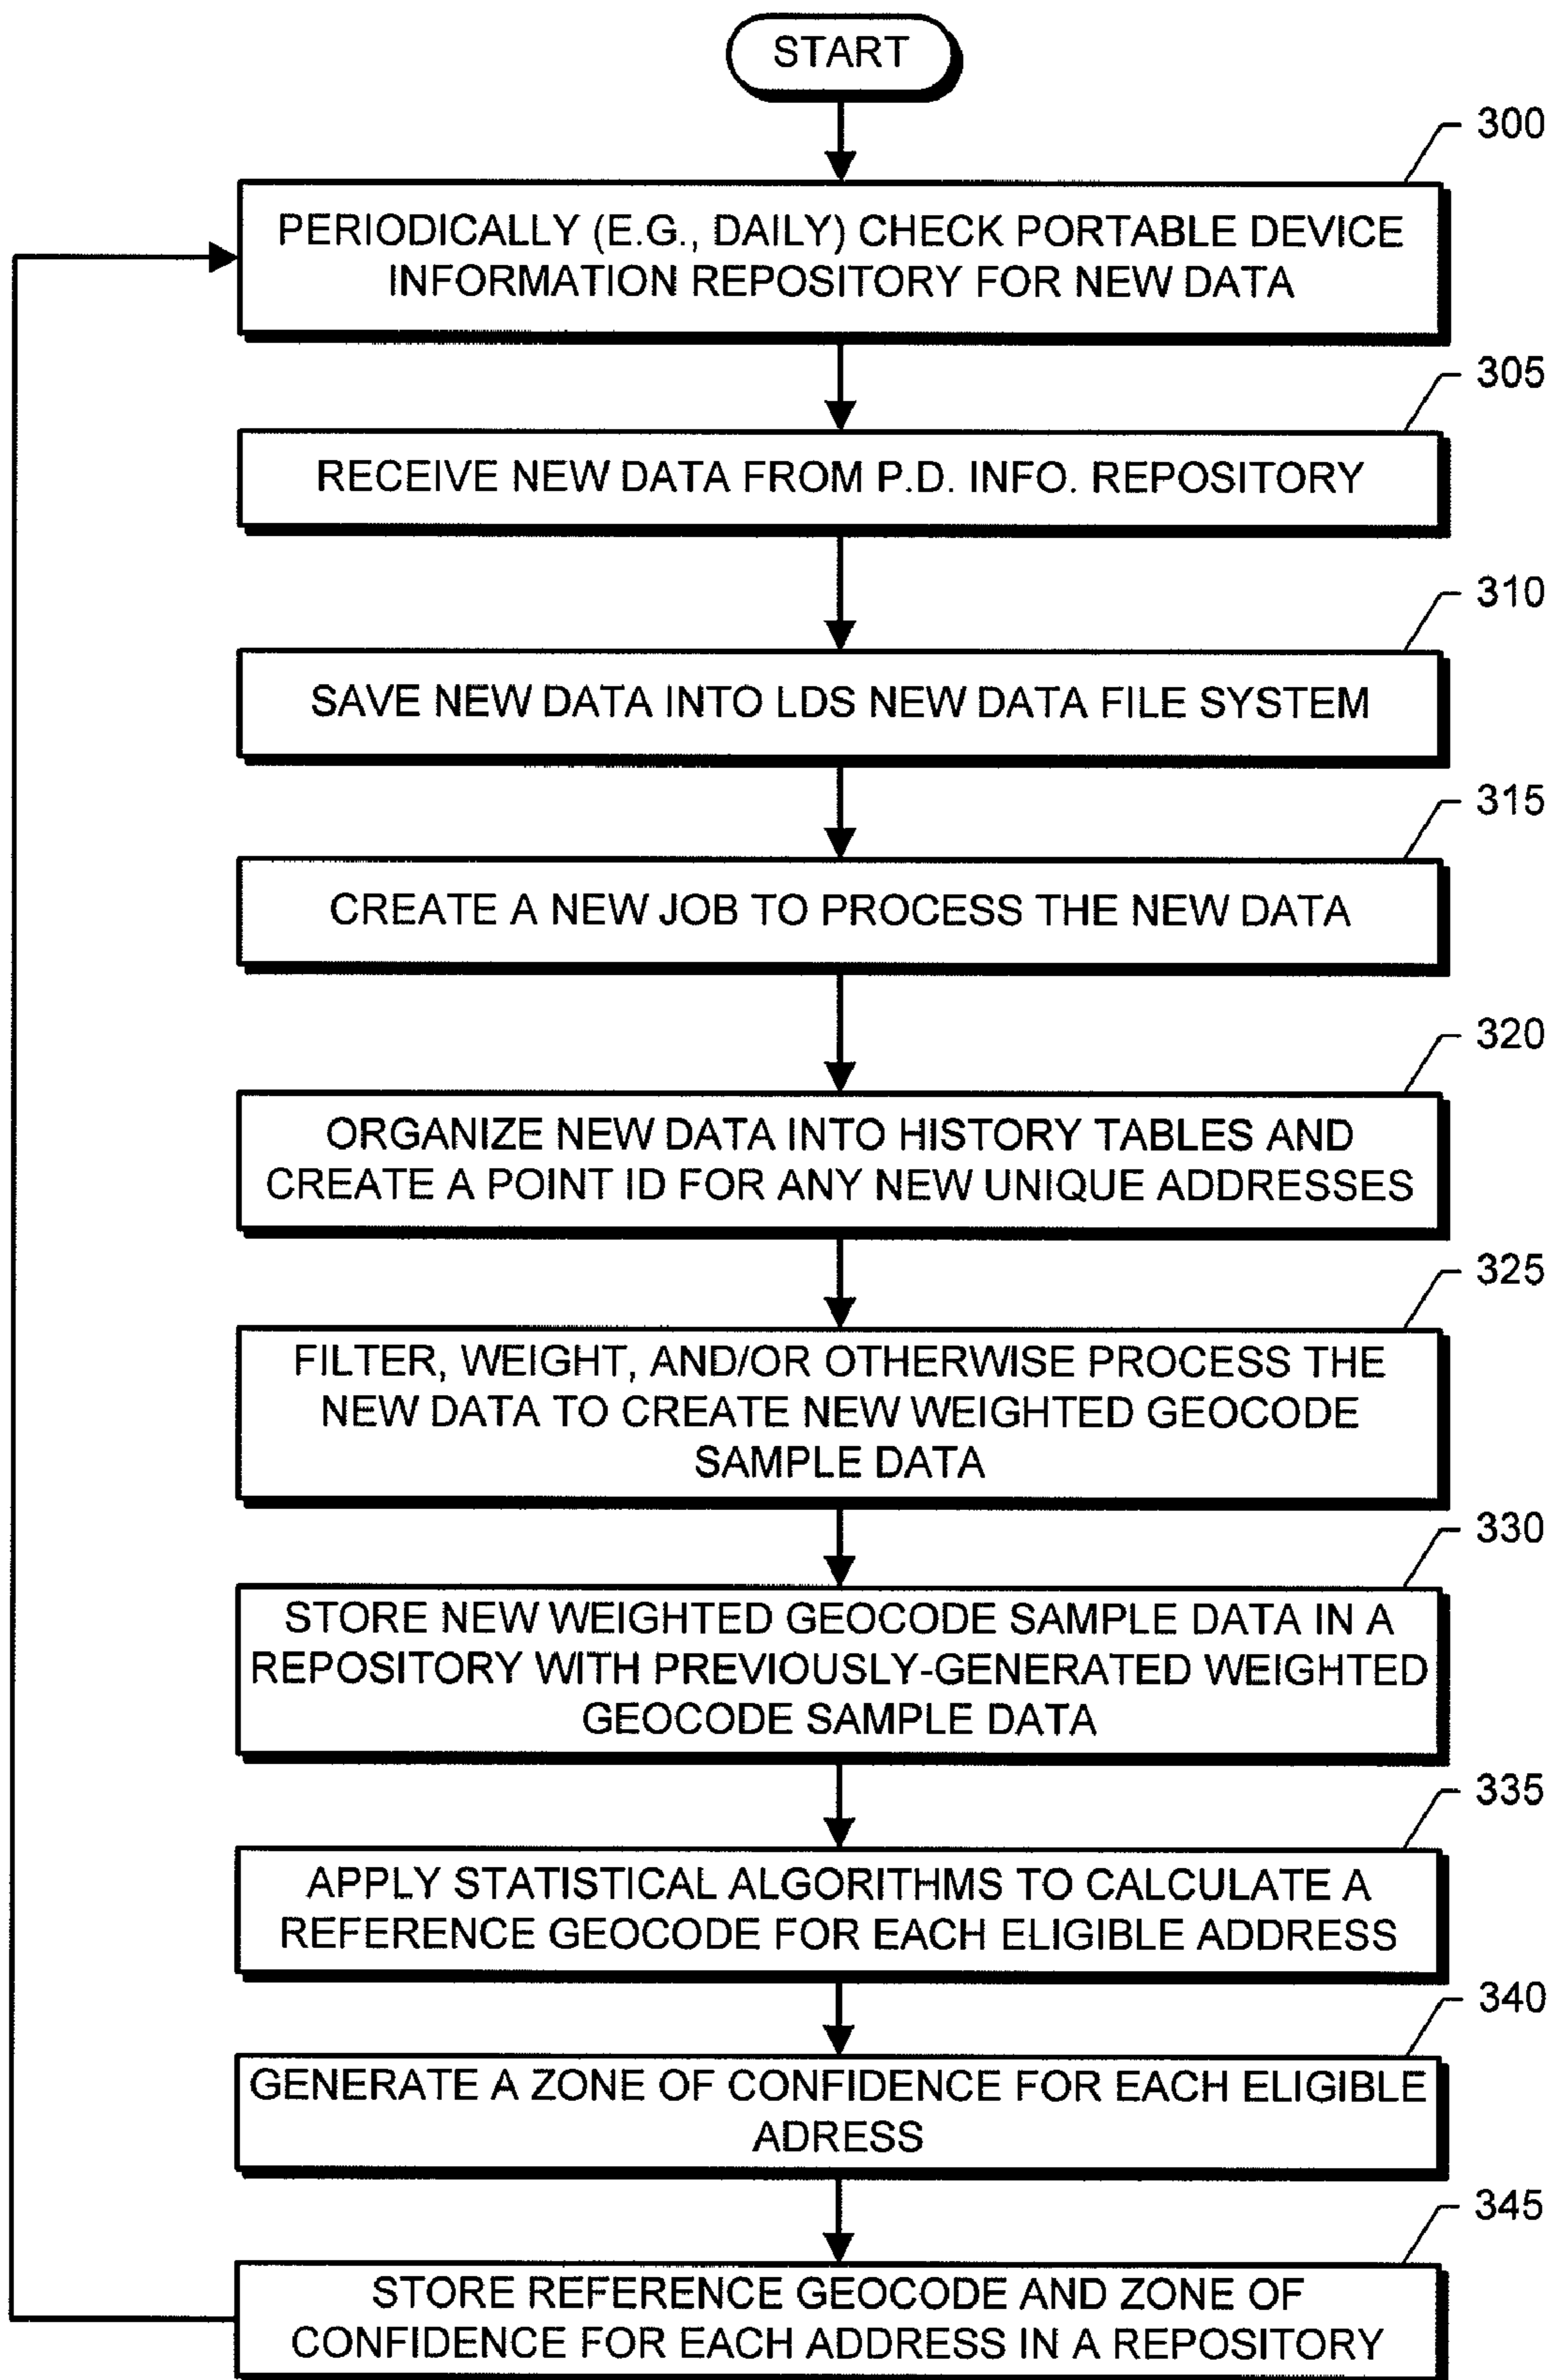 START
300
PERIODICALLY (E.G., DAILY) CHECK PORTABLE DEVICE
INFORMATION REPOSITORY FOR NEW DATA
305
RECEIVE NEW DATA FROM P.D. INFO. REPOSITORY
310
SAVE NEW DATA INTO LDS NEW DATA FILE SYSTEM
315
CREATE A NEW JOB TO PROCESS THE NEW DATA
320
ORGANIZE NEW DATA INTO HISTORY TABLES AND
CREATE A POINT ID FOR ANY NEW UNIQUE ADDRESSES
325
FILTER, WEIGHT, AND/OR OTHERWISE PROCESS THE
NEW DATA TO CREATE NEW WEIGHTED GEOCODE
SAMPLE DATA
330
STORE NEW WEIGHTED GEOCODE SAMPLE DATA IN A
REPOSITORY WITH PREVIOUSLY-GENERATED WEIGHTED
GEOCODE SAMPLE DATA
335
APPLY STATISTICAL ALGORITHMS TO CALCULATE A
REFERENCE GEOCODE FOR EACH ELIGIBLE ADDRESS
340
GENERATE A ZONE OF CONFIDENCE FOR EACH ELIGIBLE
ADRESS
345
STORE REFERENCE GEOCODE AND ZONE OF
CONFIDENCE FOR EACH ADDRESS IN A REPOSITORY